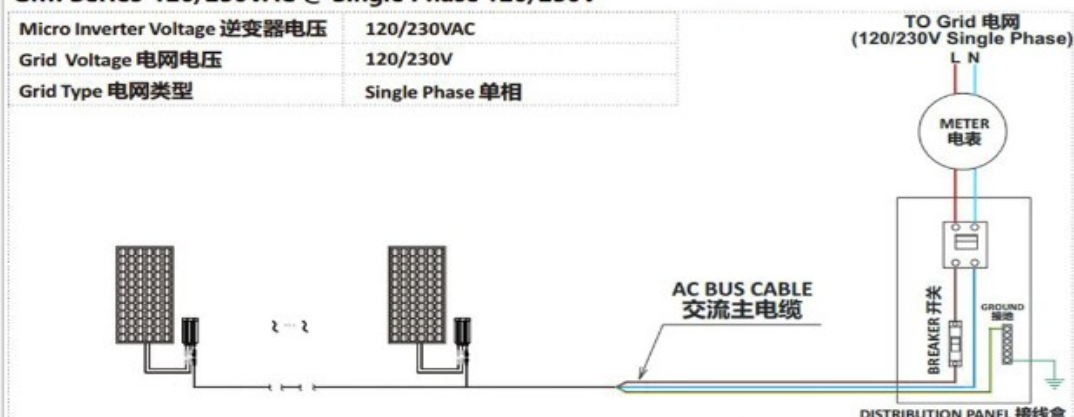 Micro Inverter Voltage 逆变器电压 120/230VAC
Grid Voltage 电网电压 120/230V
Grid Type 电网类型 Single Phase 单相
TO Grid 电网
(120/230V Single Phase)
L N
METER
电表
AC BUS CABLE
交流主电缆
BREAKER 开关
GROUND
接地
DISTRIBUTION PANEL 接线盒